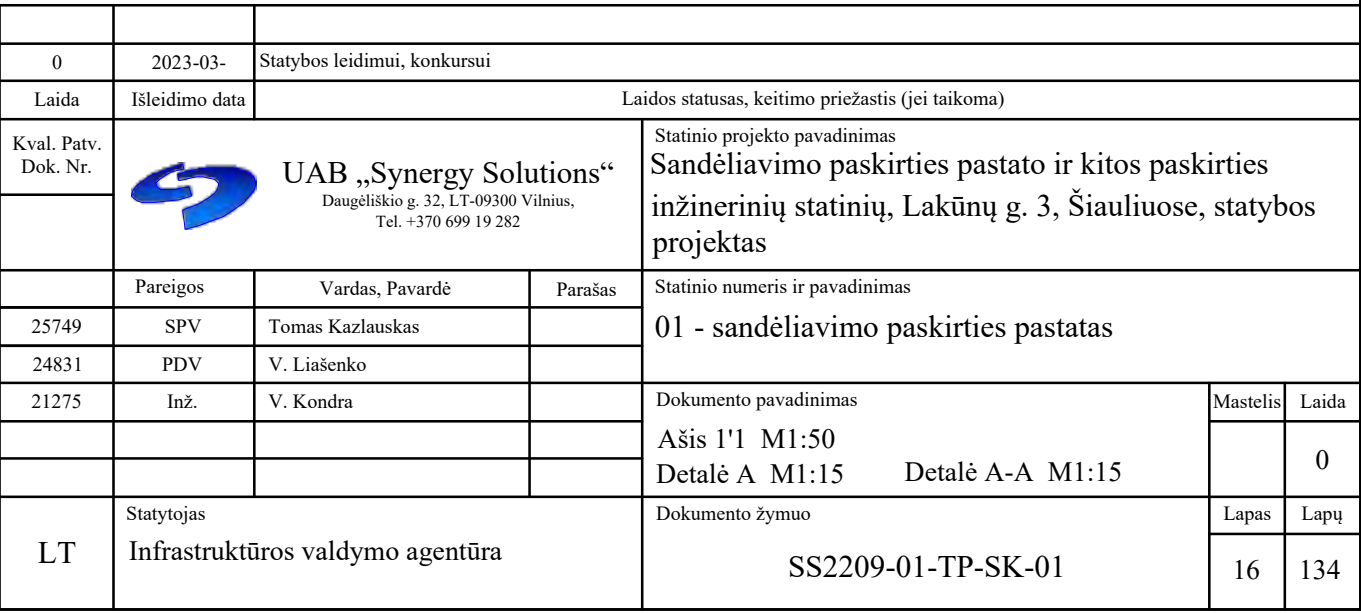 0 2023-03- Statybos leidimui, konkursui
Laida Išleidimo data Laidos statusas, keitimo priežastis (jei taikoma)
Kval. Patv.
Dok. Nr.
UAB „Synergy Solutions“
Daugėliškio g. 32, LT-09300 Vilnius,
Tel. +370 699 19 282
Statinio projekto pavadinimas
Sandėliavimo paskirties pastato ir kitos paskirties
inžinerinių statinių, Lakūnų g. 3, Šiauliuose, statybos
projektas
Pareigos Vardas, Pavardė Parašas
Statinio numeris ir pavadinimas
25749 SPV Tomas Kazlauskas
01 - sandėliavimo paskirties pastatas
24831 PDV V. Liašenko
21275 Inž. V. Kondra
Dokumento pavadinimas
Mastelis Laida
Ašis 1'1 M1:50
Detalė A M1:15 Detalė A-A M1:15
0
LT
Statytojas
Infrastruktūros valdymo agentūra
Dokumento žymuo
SS2209-01-TP-SK-01
Lapas Lapų
16 134